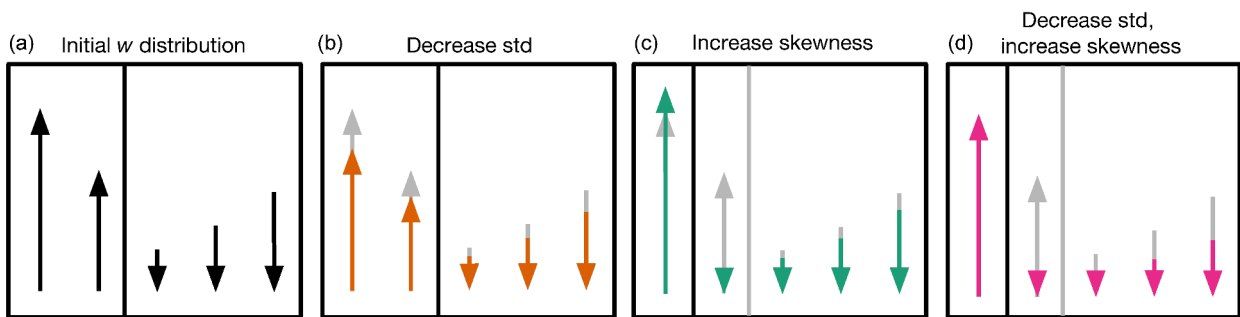 (a) Initial w distribution
(b) Decrease std
(c) Increase skewness
(d) Decrease std,
increase skewness